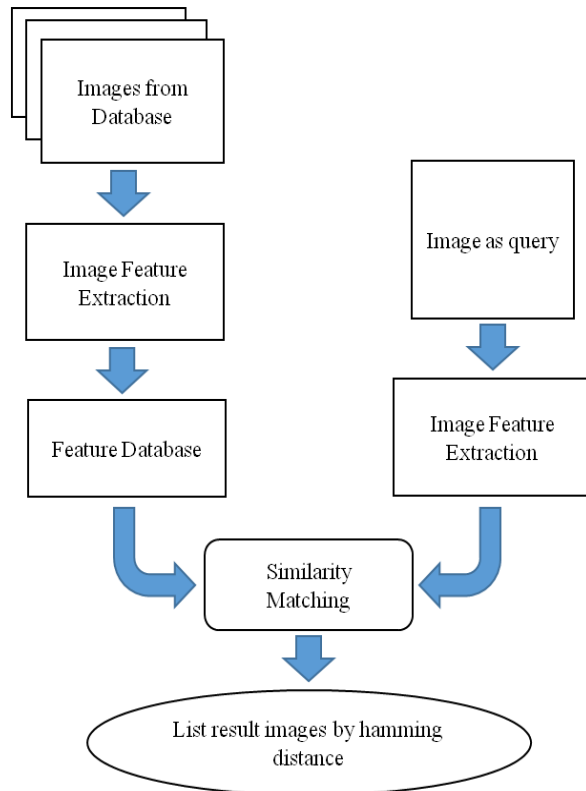 Images from
Database
Image Feature
Extraction
Feature Database
Image as query
Image Feature
Extraction
Similarity
Matching
List result images by hamming
distance